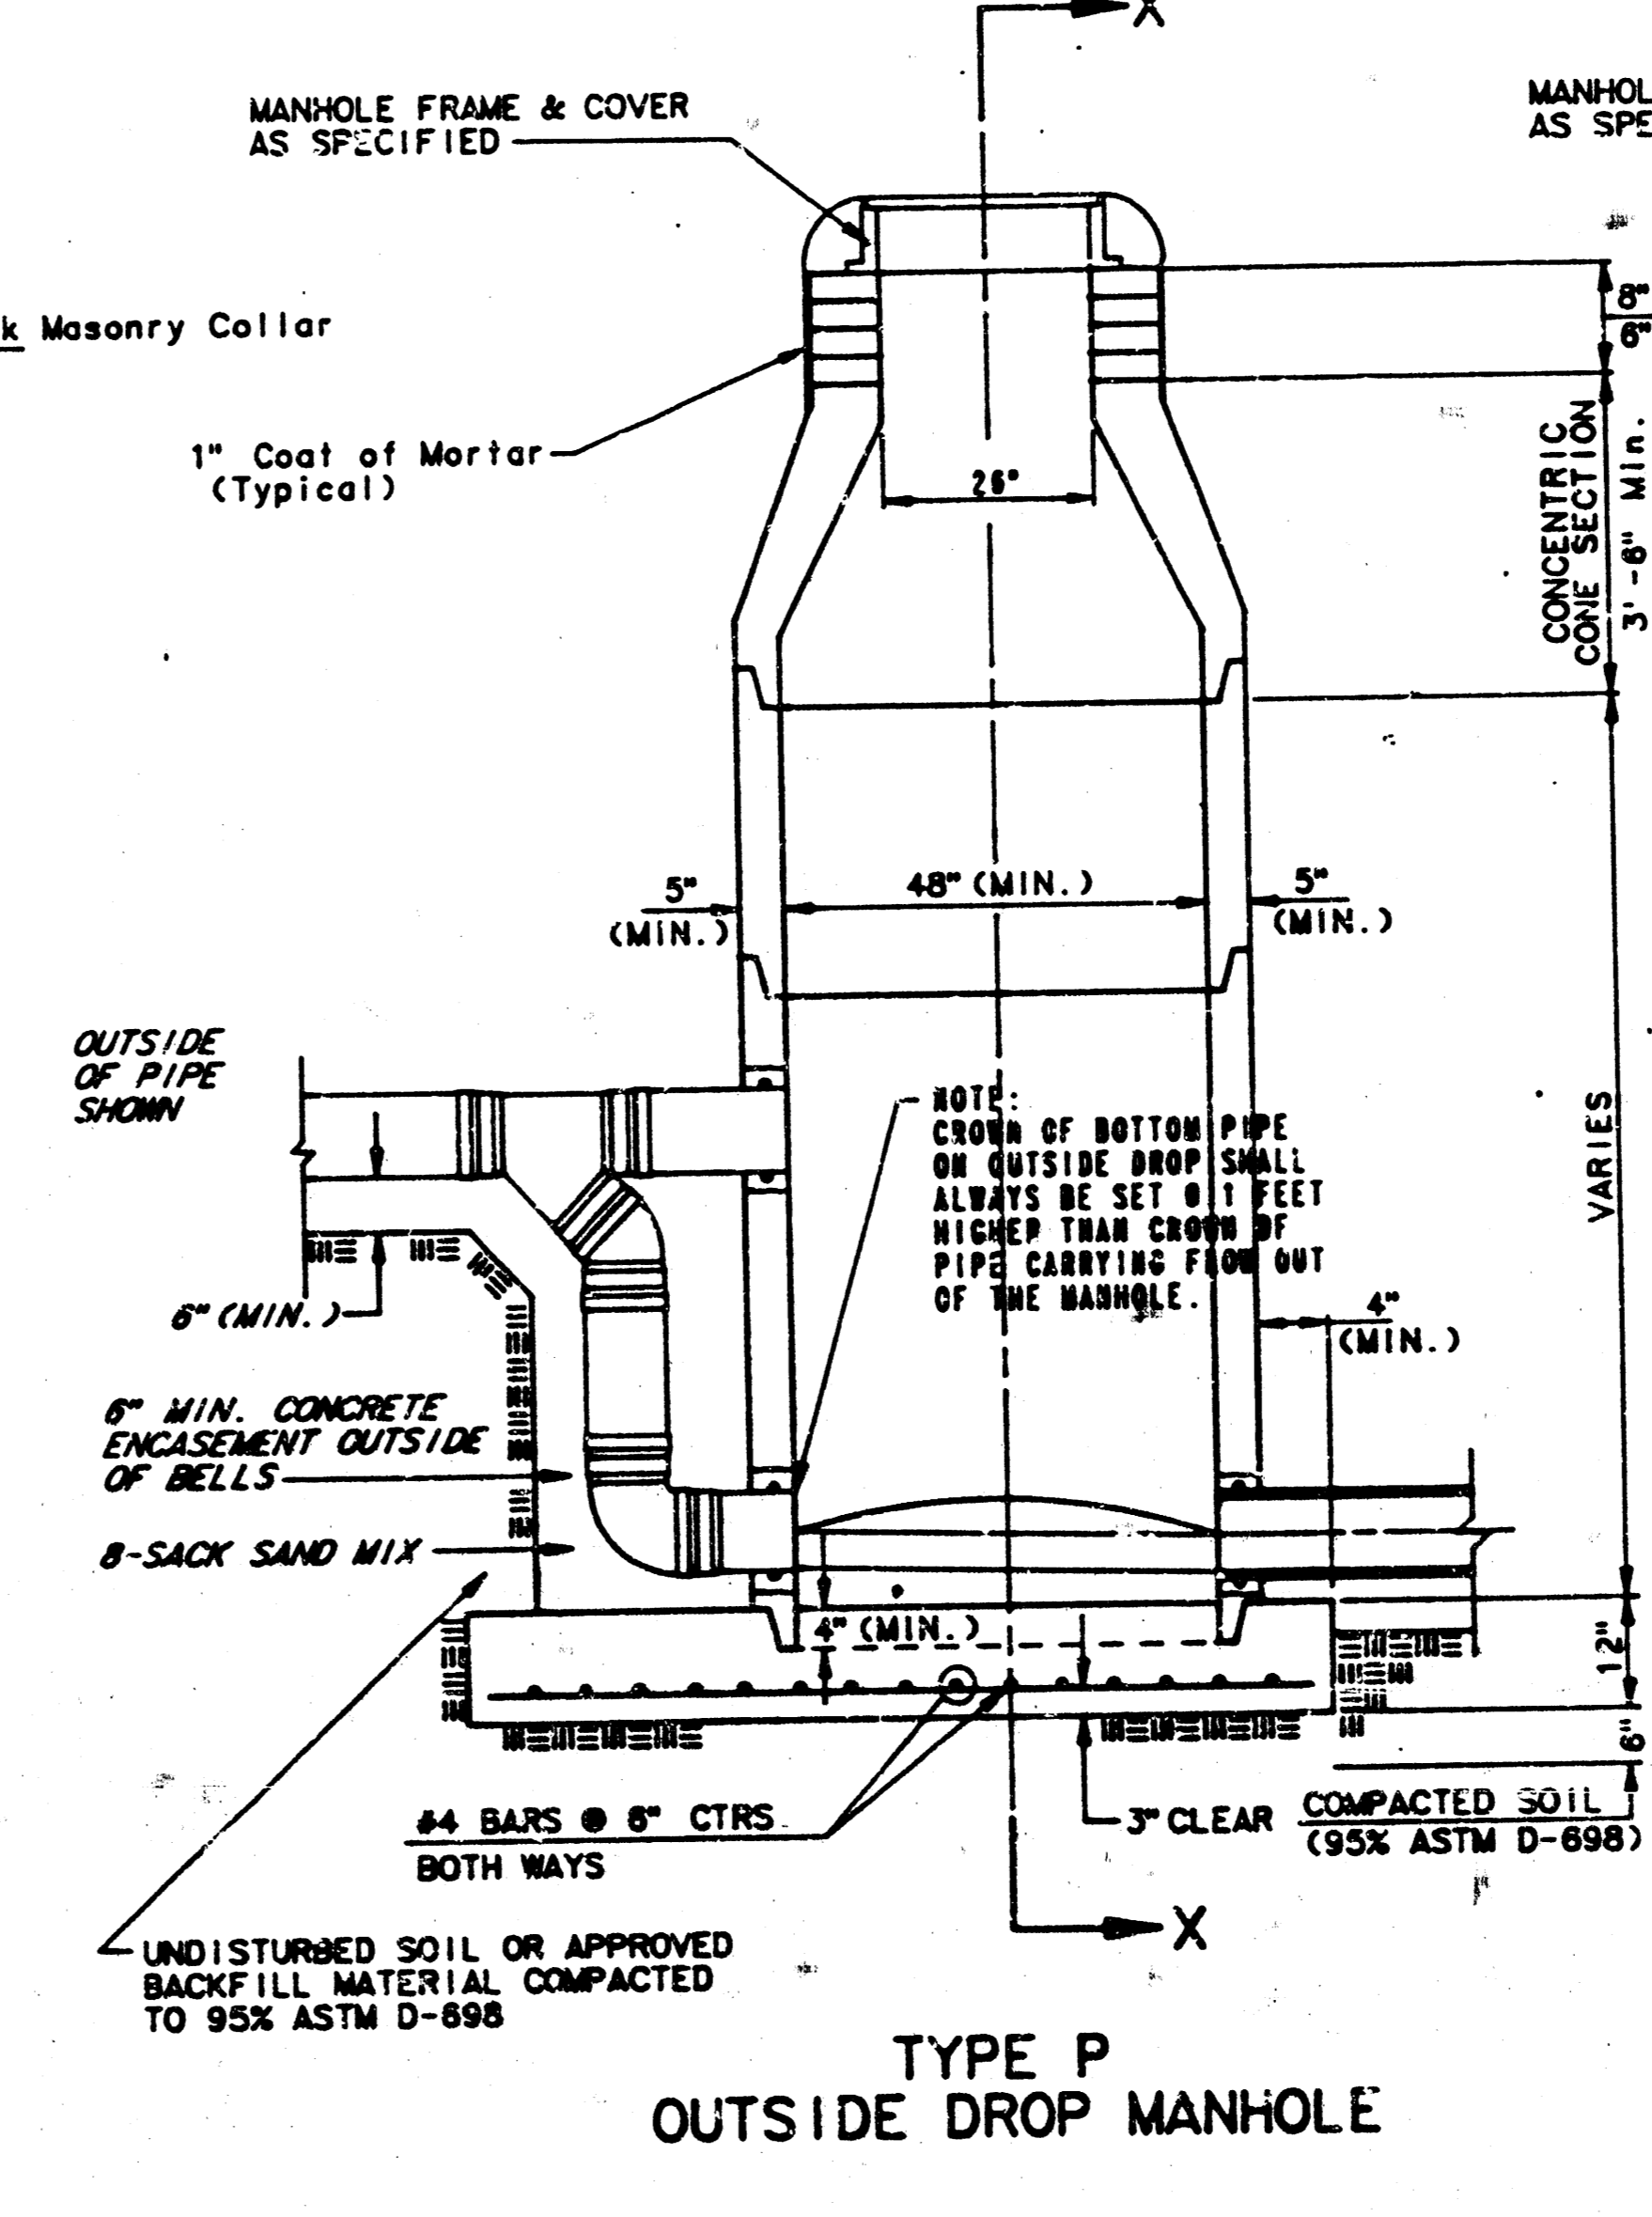 X
MANHOLE FRAME & COVER
AS SPECIFIED
MANHOL
AS SPE
k Masonry Collar
8"
6"
1" Coat of Mortar
(Typical)
26"
CONCENTRIC
CONE SECTION
3'-6" Min.
5"
(MIN.)
48" (MIN.)
5"
(MIN.)
OUTSIDE
OF PIPE
SHOWN
NOTE:
CROWN OF BOTTOM PIPE
ON OUTSIDE DROP SHALL
ALWAYS BE SET 0.1 FEET
HIGHER THAN CROWN OF
PIPE CARRYING FLOW OUT
OF THE MANHOLE.
VARIES
6" (MIN.)
4"
(MIN.)
6" MIN. CONCRETE
ENCASEMENT OUTSIDE
OF BELLS
8-SACK SAND MIX
4" (MIN.)
12"
6"
#4 BARS @ 6" CTRS
BOTH WAYS
3" CLEAR
COMPACTED SOIL
(95% ASTM D-698)
X
UNDISTURBED SOIL OR APPROVED
BACKFILL MATERIAL COMPACTED
TO 95% ASTM D-698
TYPE P
OUTSIDE DROP MANHOLE